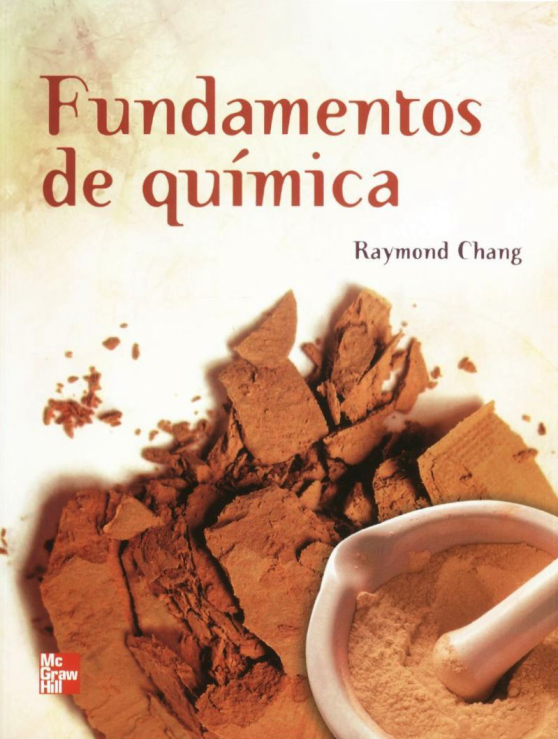 Fundamentos
de química
Raymond Chang
Mc
Graw
Hill